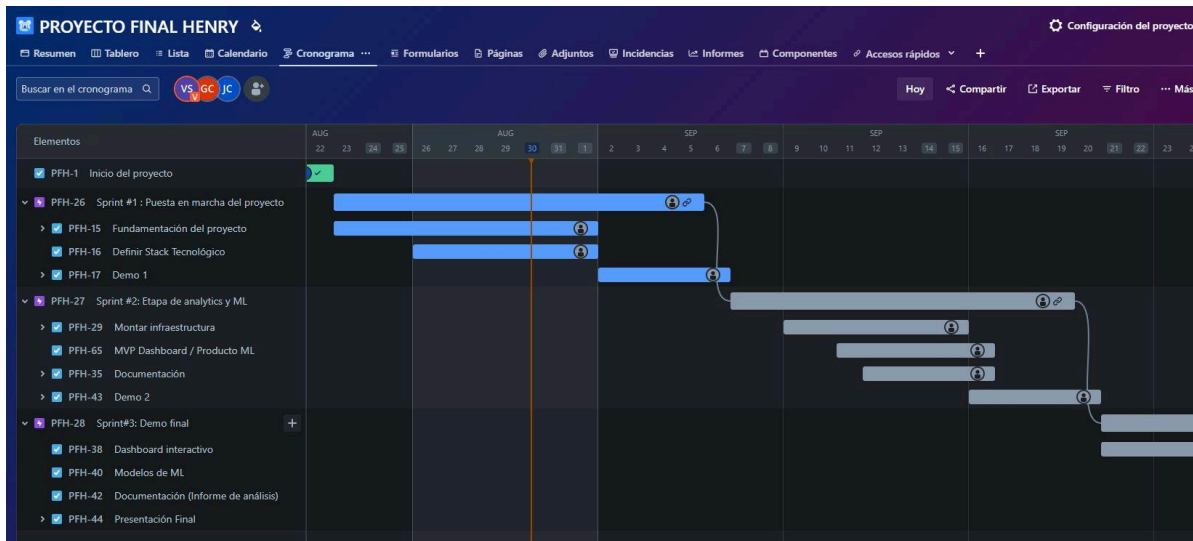 PROYECTO FINAL HENRY
Configuración del proyecto
Resumen Tablero Lista Calendario Cronograma ··· Formularios Páginas Adjuntos Incidencias Informes Componentes Accesos rápidos +
Buscar en el cronograma VS V GC JC Hoy Compartir Exportar Filtro ··· Más
Elementos
AUG AUG SEP SEP SEP
22 23 24 25 26 27 28 29 30 31 1 2 3 4 5 6 7 8 9 10 11 12 13 14 15 16 17 18 19 20 21 22 23
PFH-1 Inicio del proyecto
PFH-26 Sprint #1 : Puesta en marcha del proyecto
PFH-15 Fundamentación del proyecto
PFH-16 Definir Stack Tecnológico
PFH-17 Demo 1
PFH-27 Sprint #2: Etapa de analytics y ML
PFH-29 Montar infraestructura
PFH-65 MVP Dashboard / Producto ML
PFH-35 Documentación
PFH-43 Demo 2
PFH-28 Sprint#3: Demo final +
PFH-38 Dashboard interactivo
PFH-40 Modelos de ML
PFH-42 Documentación (Informe de análisis)
PFH-44 Presentación Final